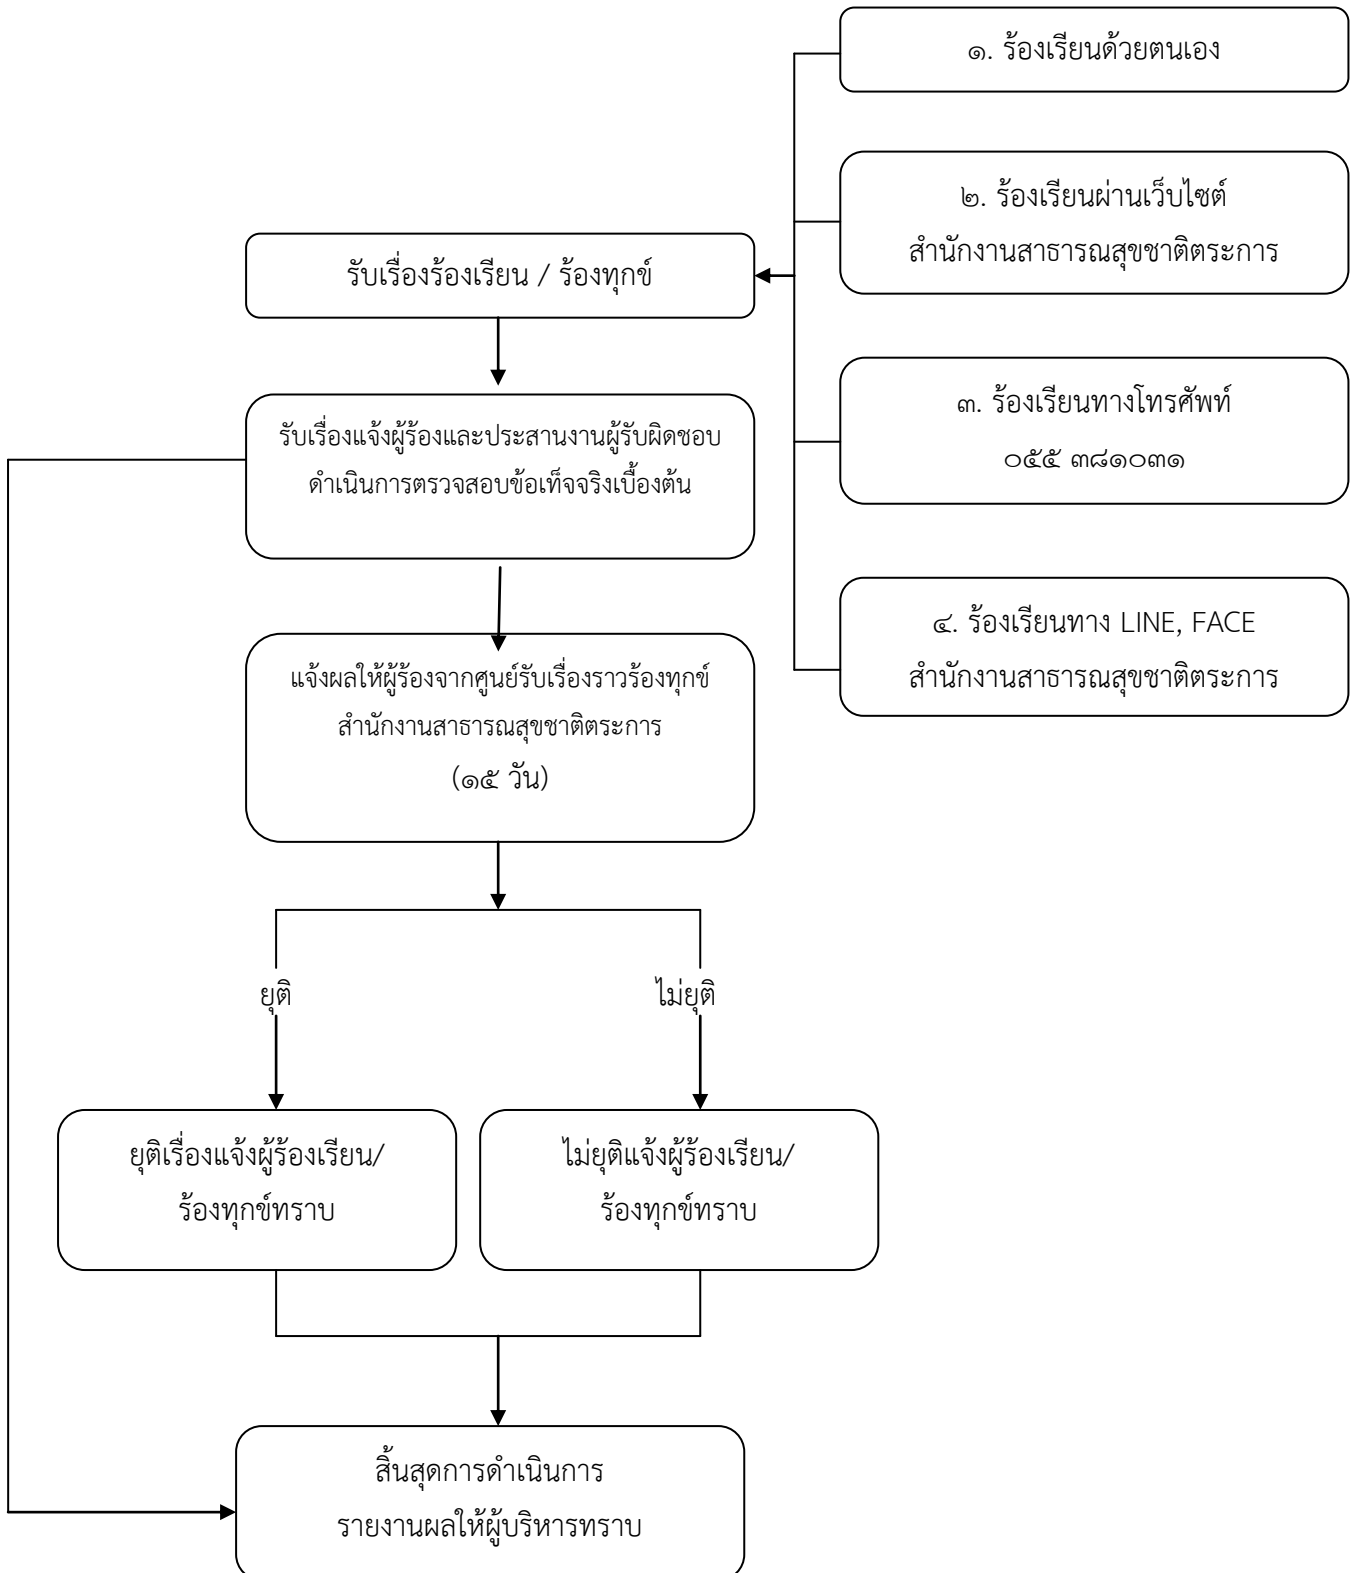 ๑. ร้องเรียนด้วยตนเอง
๒. ร้องเรียนผ่านเว็บไซต์
สำนักงานสาธารณสุขชาติตระการ
รับเรื่องร้องเรียน / ร้องทุกข์
๓. ร้องเรียนทางโทรศัพท์
๐๕๕ ๓๘๑๐๓๑
รับเรื่องแจ้งผู้ร้องและประสานงานผู้รับผิดชอบ
ดำเนินการตรวจสอบข้อเท็จจริงเบื้องต้น
๔. ร้องเรียนทาง LINE, FACE
สำนักงานสาธารณสุขชาติตระการ
แจ้งผลให้ผู้ร้องจากศูนย์รับเรื่องราวร้องทุกข์
สำนักงานสาธารณสุขชาติตระการ
(๑๕ วัน)
ยุติ
ไม่ยุติ
ยุติเรื่องแจ้งผู้ร้องเรียน/
ร้องทุกข์ทราบ
ไม่ยุติแจ้งผู้ร้องเรียน/
ร้องทุกข์ทราบ
สิ้นสุดการดำเนินการ
รายงานผลให้ผู้บริหารทราบ